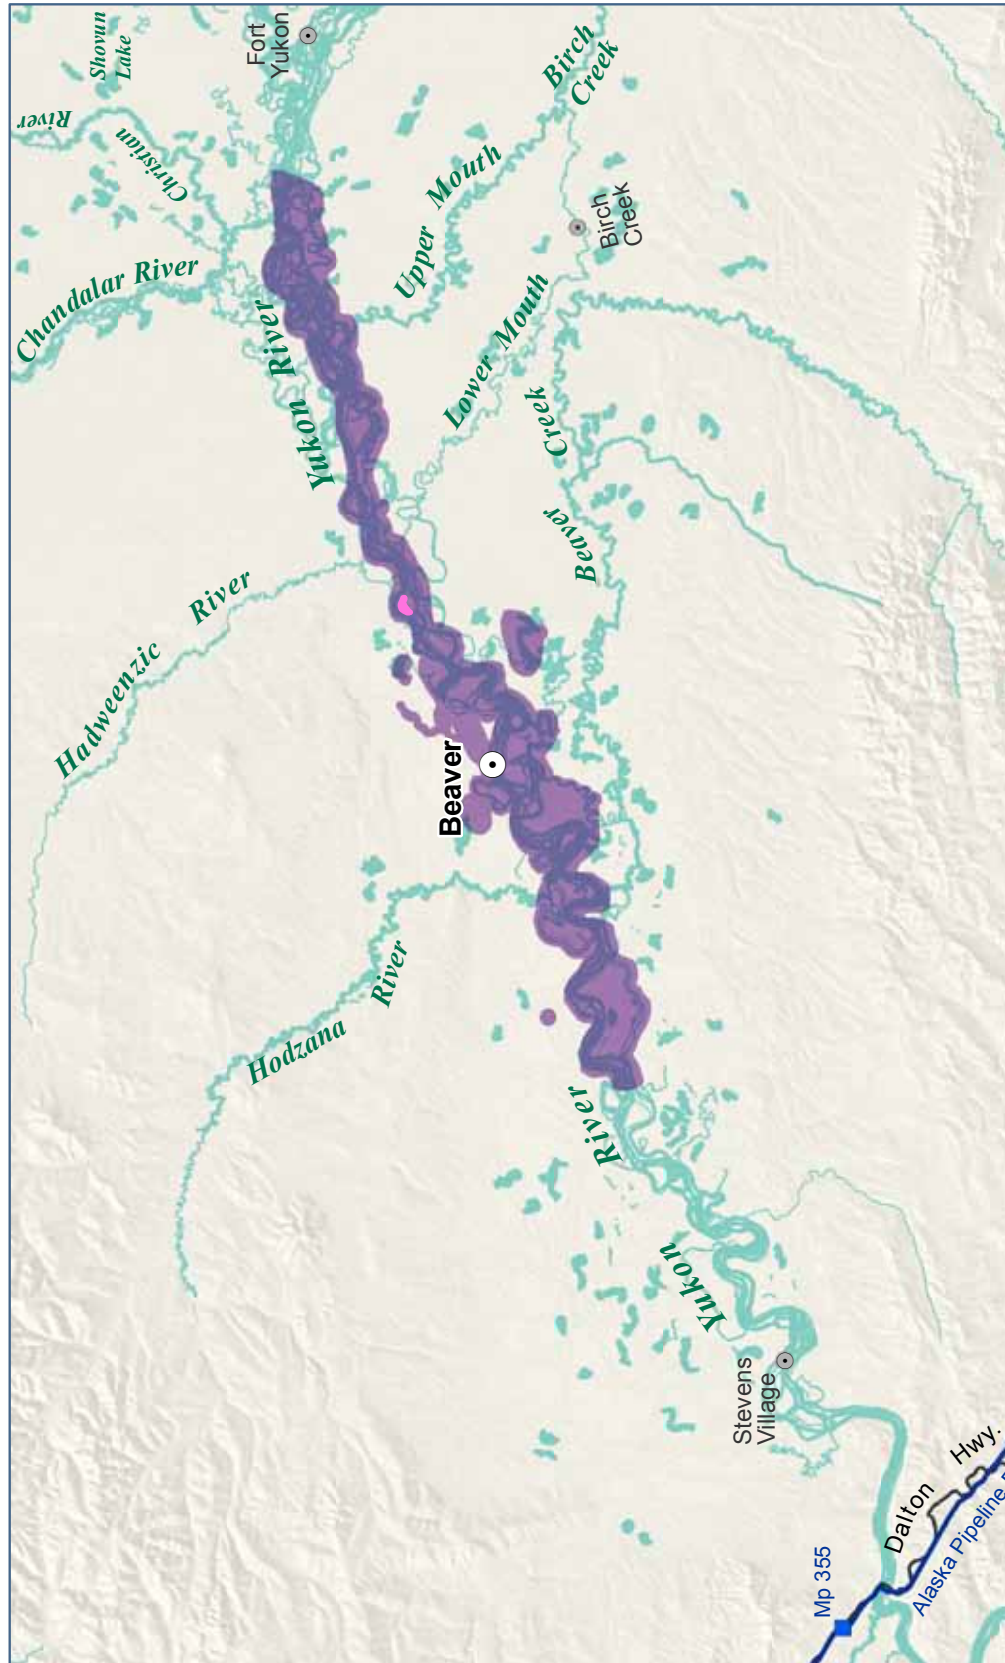 Shovun
Lake
Fort
Yukon
Birch
Creek
River
Christian
Upper Mouth
Birch
Creek
Chandalar River
Yukon River
Lower Mouth
Beaver Creek
Hadweenzic River
Beaver
Hodzana River
Yukon River
Stevens
Village
Dalton Hwy.
Alaska Pipeline
Mp 355